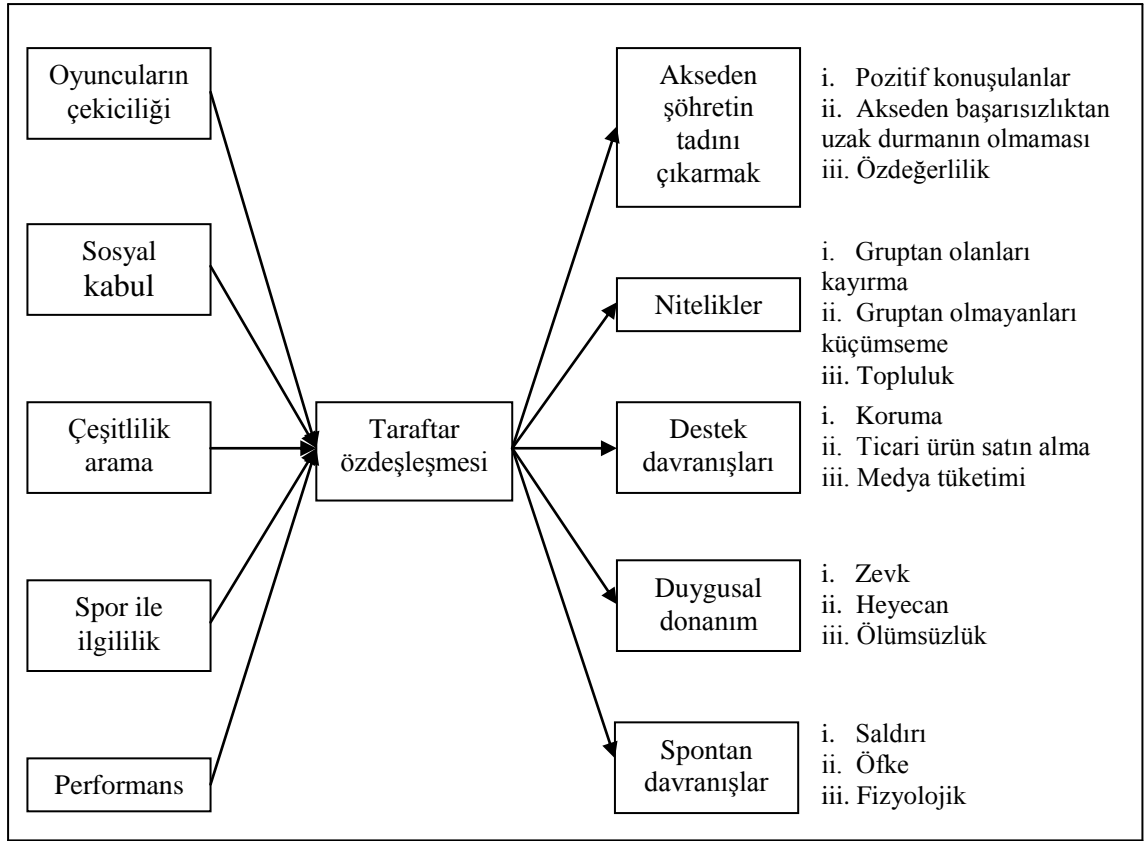 Oyuncuların
çekiciliği
Sosyal
kabul
Çeşitlilik
arama
Spor ile
ilgililik
Performans
Taraftar
özdeşleşmesi
Akseden
şöhretin
tadını
çıkarmak
i. Pozitif konuşulanlar
ii. Akseden başarısızlıktan
uzak durmanın olmaması
iii. Özdeğerlilik
Nitelikler
i. Gruptan olanları
kayırma
ii. Gruptan olmayanları
küçümseme
iii. Topluluk
Destek
davranışları
i. Koruma
ii. Ticari ürün satın alma
iii. Medya tüketimi
Duygusal
donanım
i. Zevk
ii. Heyecan
iii. Ölümsüzlük
Spontan
davranışlar
i. Saldırı
ii. Öfke
iii. Fizyolojik